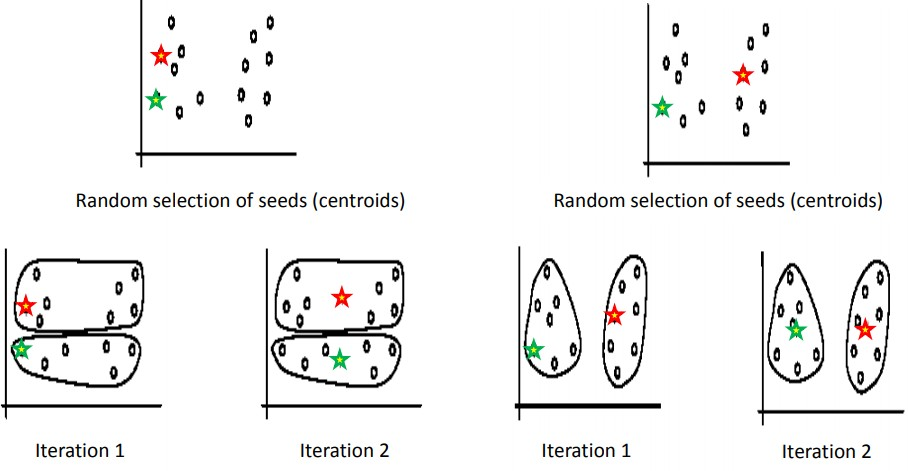 Random selection of seeds (centroids)
Random selection of seeds (centroids)
Iteration 1
Iteration 2
Iteration 1
Iteration 2